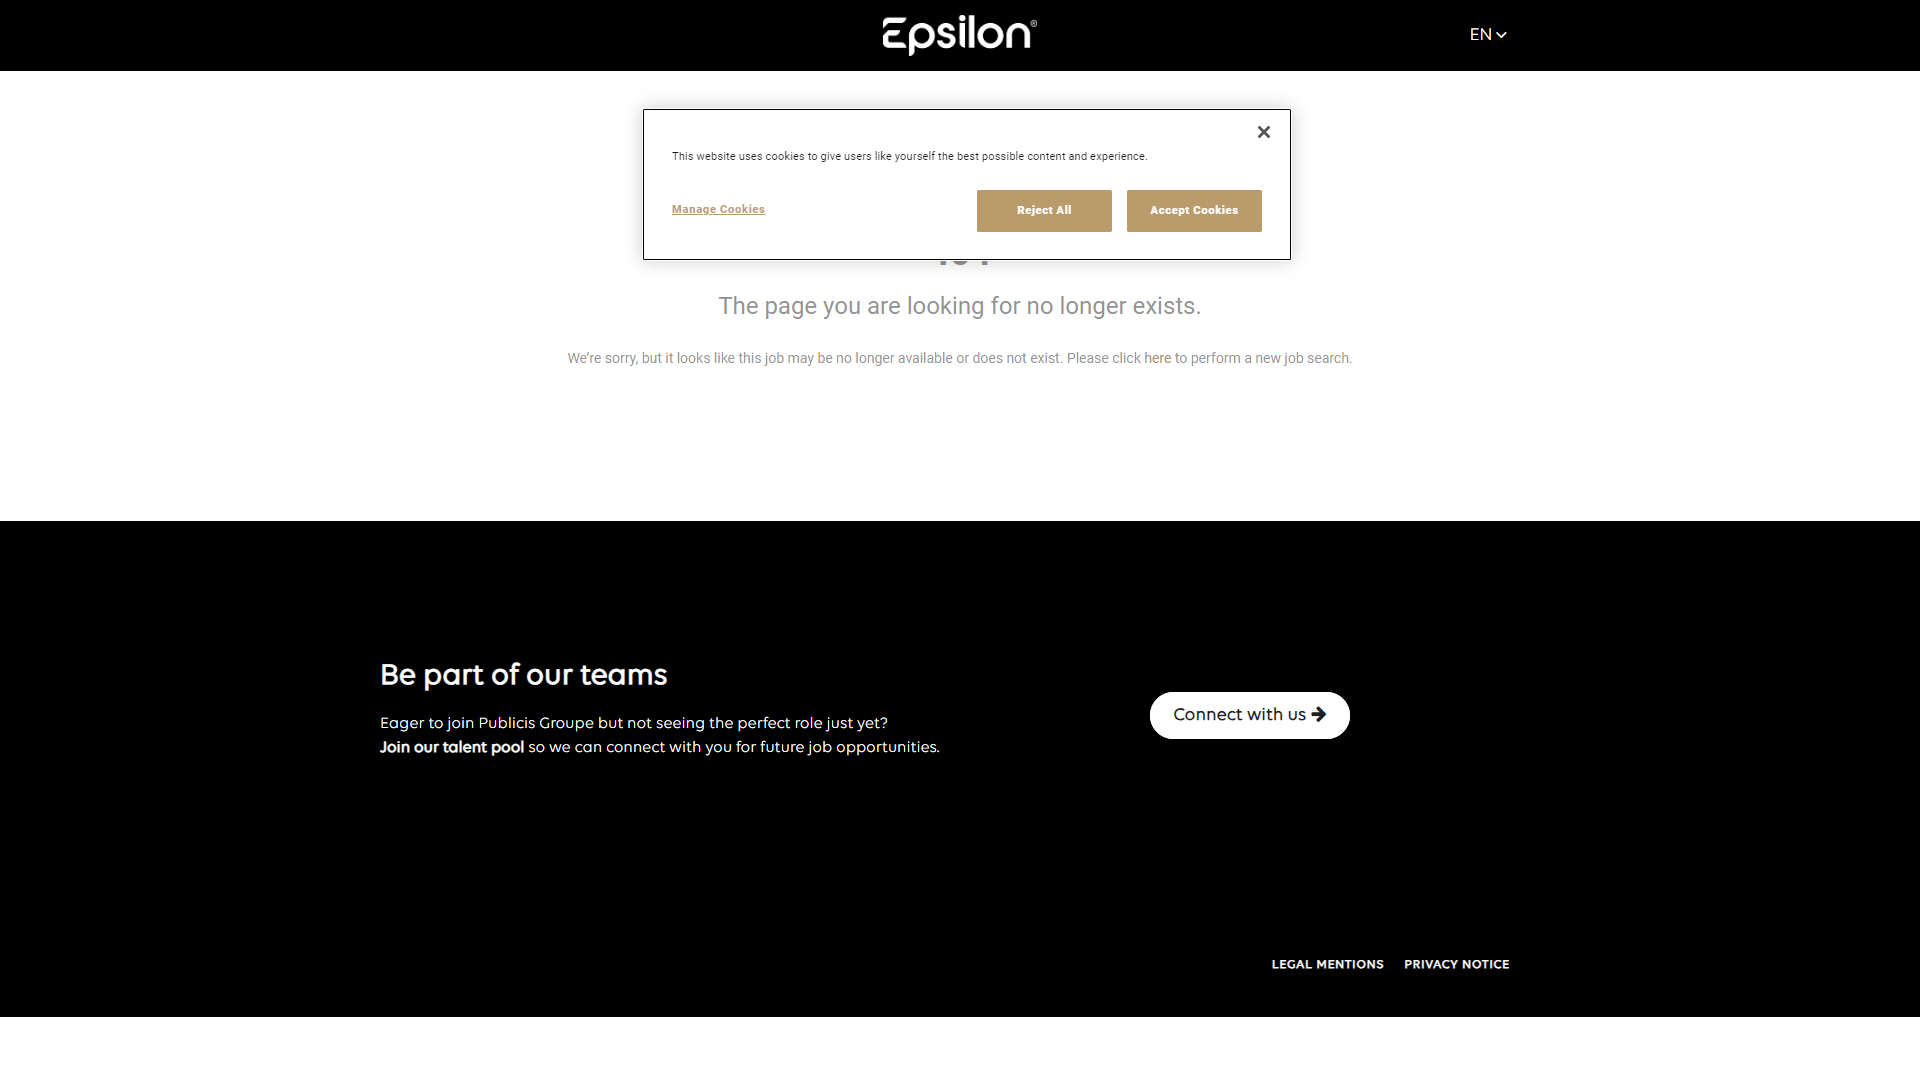 Epsilon®
EN
This website uses cookies to give users like yourself the best possible content and experience.
Manage Cookies
Reject All
Accept Cookies
The page you are looking for no longer exists.
We’re sorry, but it looks like this job may be no longer available or does not exist. Please click here to perform a new job search.
Be part of our teams
Eager to join Publicis Groupe but not seeing the perfect role just yet?
Join our talent pool so we can connect with you for future job opportunities.
Connect with us
LEGAL MENTIONS
PRIVACY NOTICE